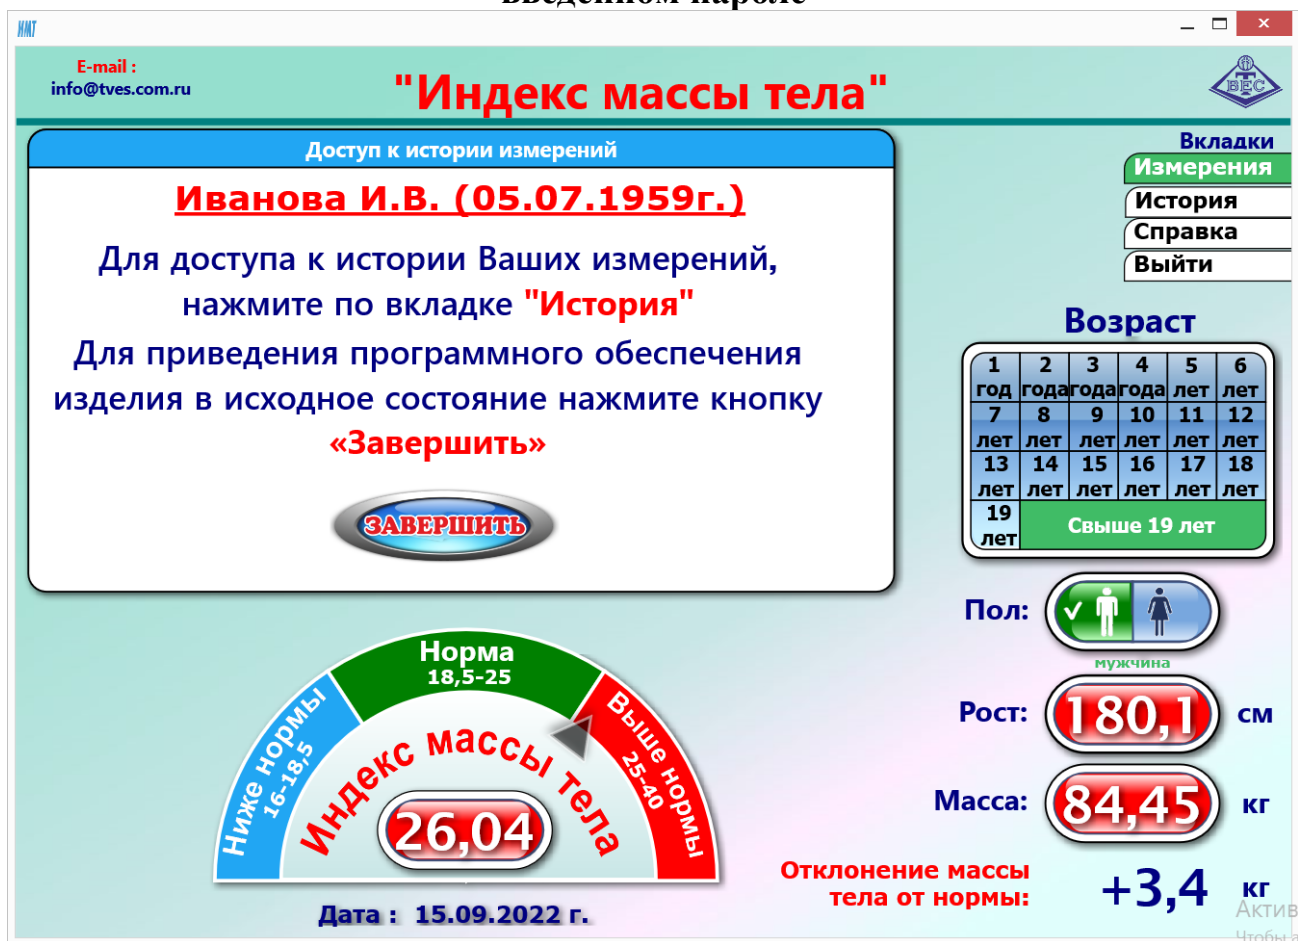 введенном пароле
ИМТ
E-mail :
info@tves.com.ru
"Индекс массы тела"
ВЕС
Доступ к истории измерений
Иванова И.В. (05.07.1959г.)
Для доступа к истории Ваших измерений,
нажмите по вкладке "История"
Для приведения программного обеспечения
изделия в исходное состояние нажмите кнопку
«Завершить»
ЗАВЕРШИТЬ
Вкладки
Измерения
История
Справка
Выйти
Возраст
1 2 3 4 5 6
год года года года лет лет
7 8 9 10 11 12
лет лет лет лет лет лет
13 14 15 16 17 18
лет лет лет лет лет лет
19
лет
Свыше 19 лет
Пол:
мужчина
Рост: 180,1 см
Масса: 84,45 кг
Отклонение массы
тела от нормы:
+3,4 кг
Ниже нормы
16-18,5
Норма
18,5-25
Выше нормы
25-40
Индекс массы тела
26,04
Дата : 15.09.2022 г.